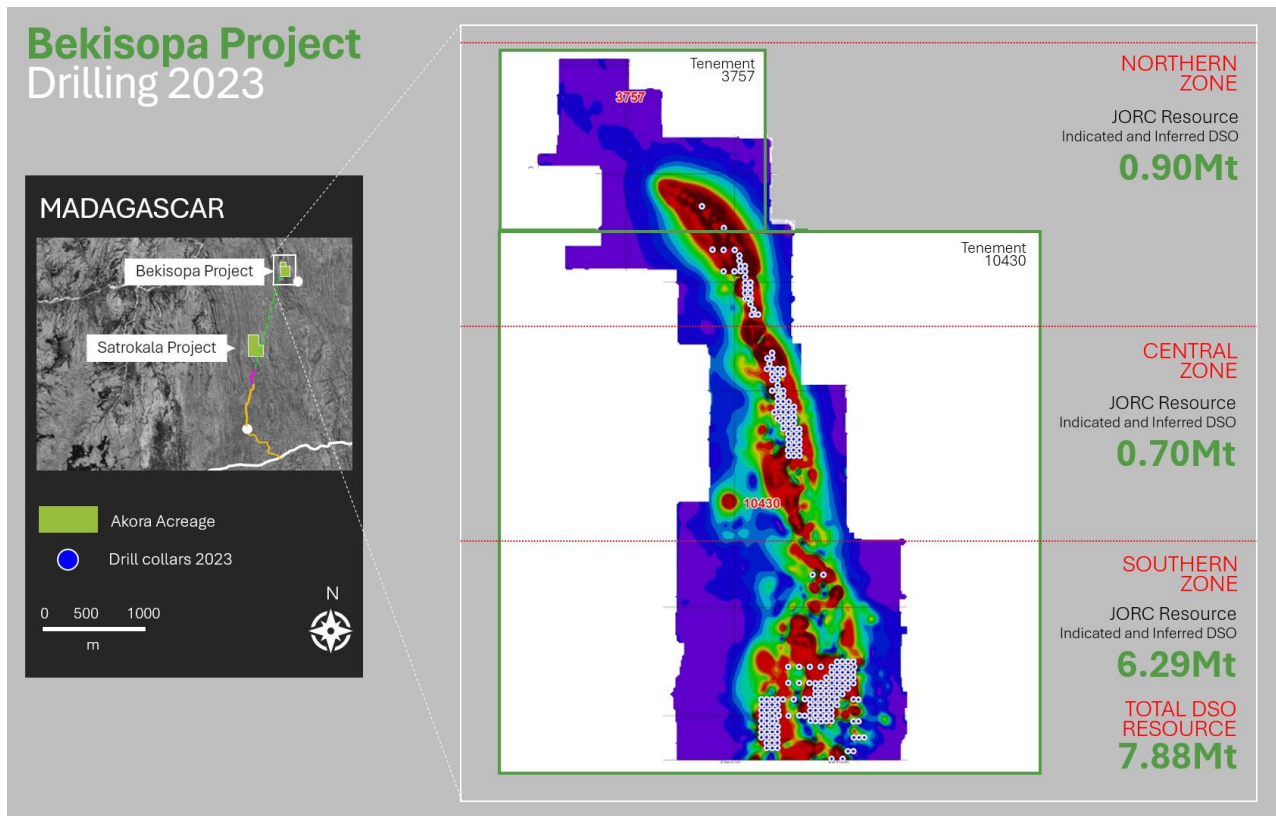 Bekisopa Project
Drilling 2023
MADAGASCAR
Bekisopa Project
Satrokala Project
Akora Acreage
Drill collars 2023
0 500 1000
m
N
Tenement
3757
3757
Tenement
10430
10430
NORTHERN
ZONE
JORC Resource
Indicated and Inferred DSO
0.90Mt
CENTRAL
ZONE
JORC Resource
Indicated and Inferred DSO
0.70Mt
SOUTHERN
ZONE
JORC Resource
Indicated and Inferred DSO
6.29Mt
TOTAL DSO
RESOURCE
7.88Mt